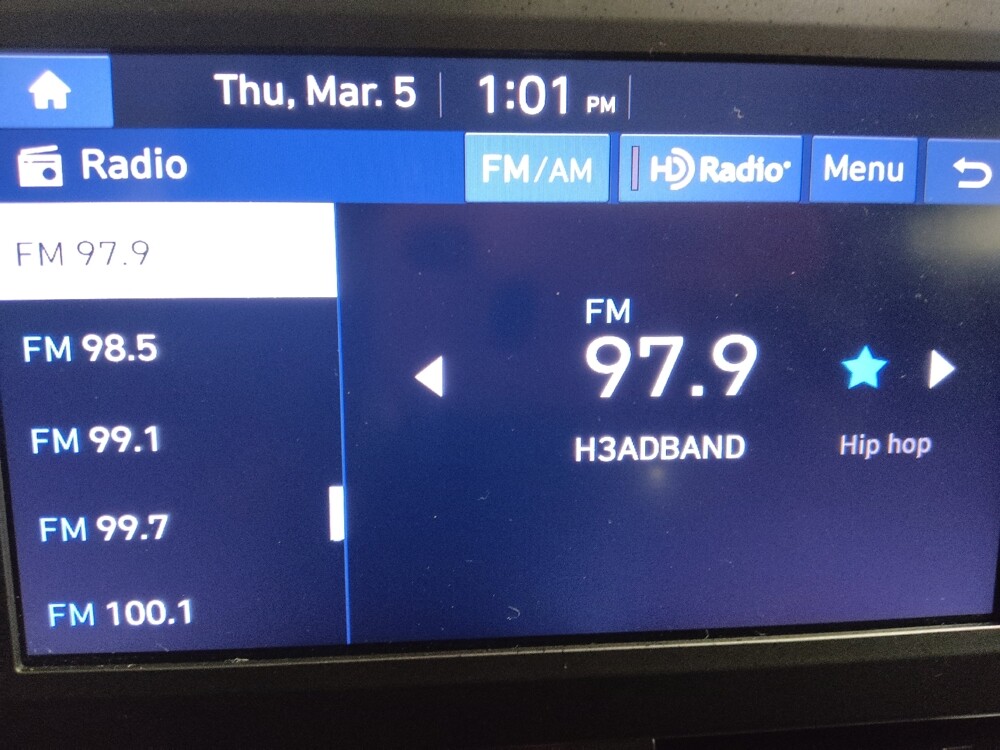 Thu, Mar. 5 1:01 PM
Radio FM/AM HD Radio Menu
FM 97.9
FM 98.5
FM 99.1
FM 99.7
FM 100.1
FM
97.9
H3ADBAND Hip hop